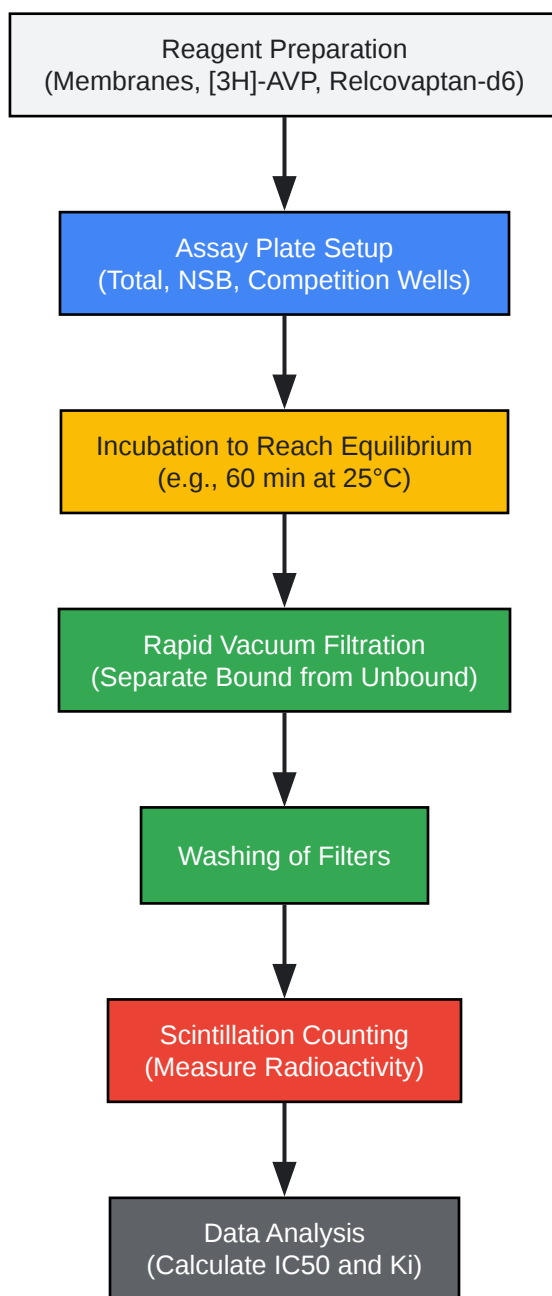 Reagent Preparation
(Membranes, [3H]-AVP, Relcovaptan-d6)
Assay Plate Setup
(Total, NSB, Competition Wells)
Incubation to Reach Equilibrium
(e.g., 60 min at 25°C)
Rapid Vacuum Filtration
(Separate Bound from Unbound)
Washing of Filters
Scintillation Counting
(Measure Radioactivity)
Data Analysis
(Calculate IC50 and Ki)